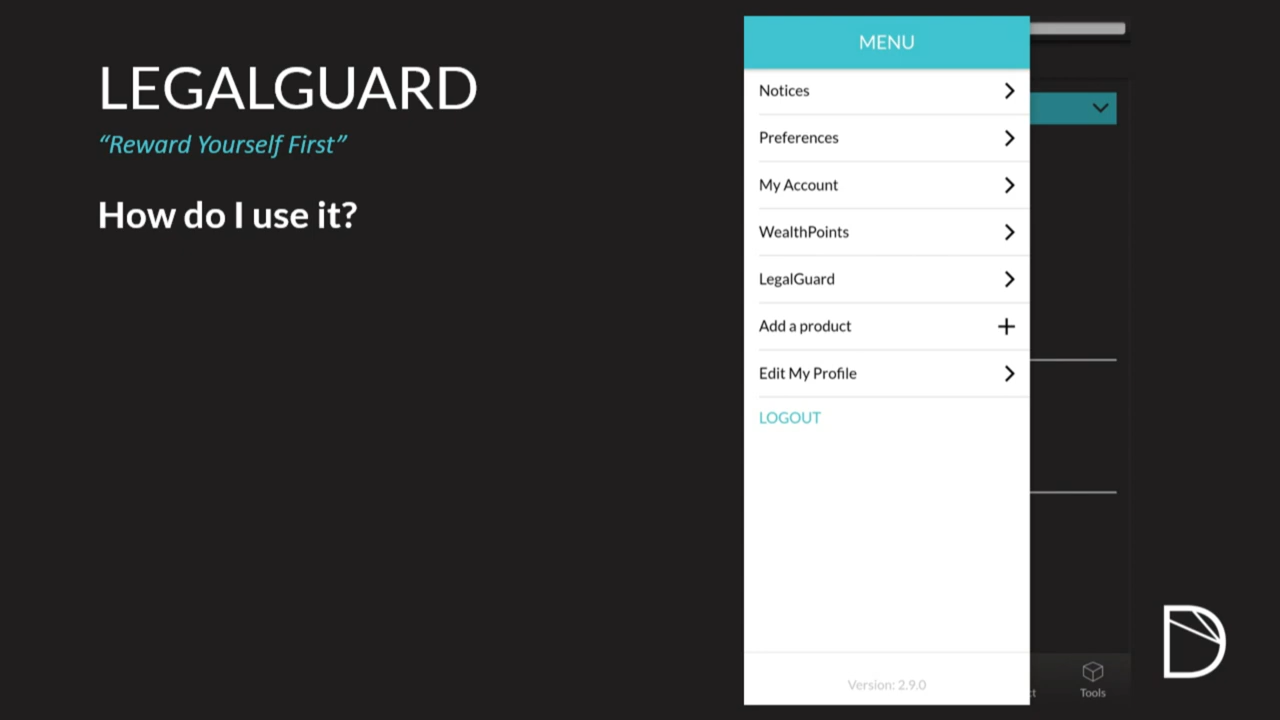 LEGALGUARD
“Reward Yourself First”
How do I use it?
MENU
Notices
Preferences
My Account
WealthPoints
LegalGuard
Add a product
Edit My Profile
LOGOUT
Version: 2.9.0
Tools